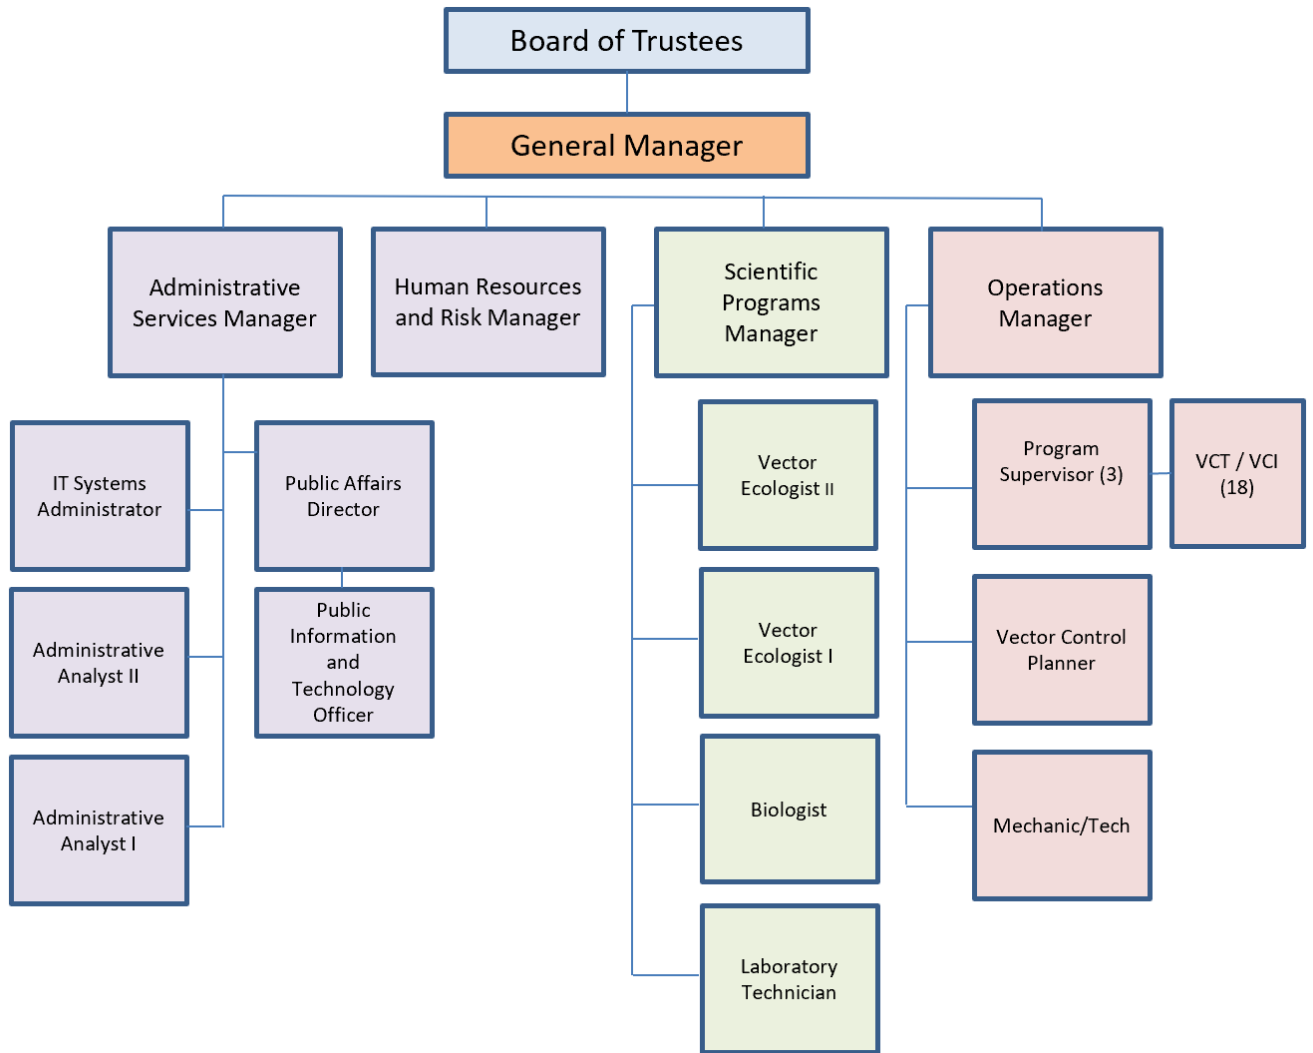 Board of Trustees
General Manager
Administrative
Services Manager
Human Resources
and Risk Manager
Scientific
Programs
Manager
Operations
Manager
IT Systems
Administrator
Public Affairs
Director
Administrative
Analyst II
Public
Information
and
Technology
Officer
Administrative
Analyst I
Vector
Ecologist II
Vector
Ecologist I
Biologist
Laboratory
Technician
Program
Supervisor (3)
VCT / VCI
(18)
Vector Control
Planner
Mechanic/Tech